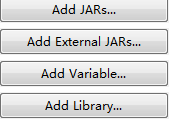 Add JARs...
Add External JARs...
Add Variable...
Add Library...